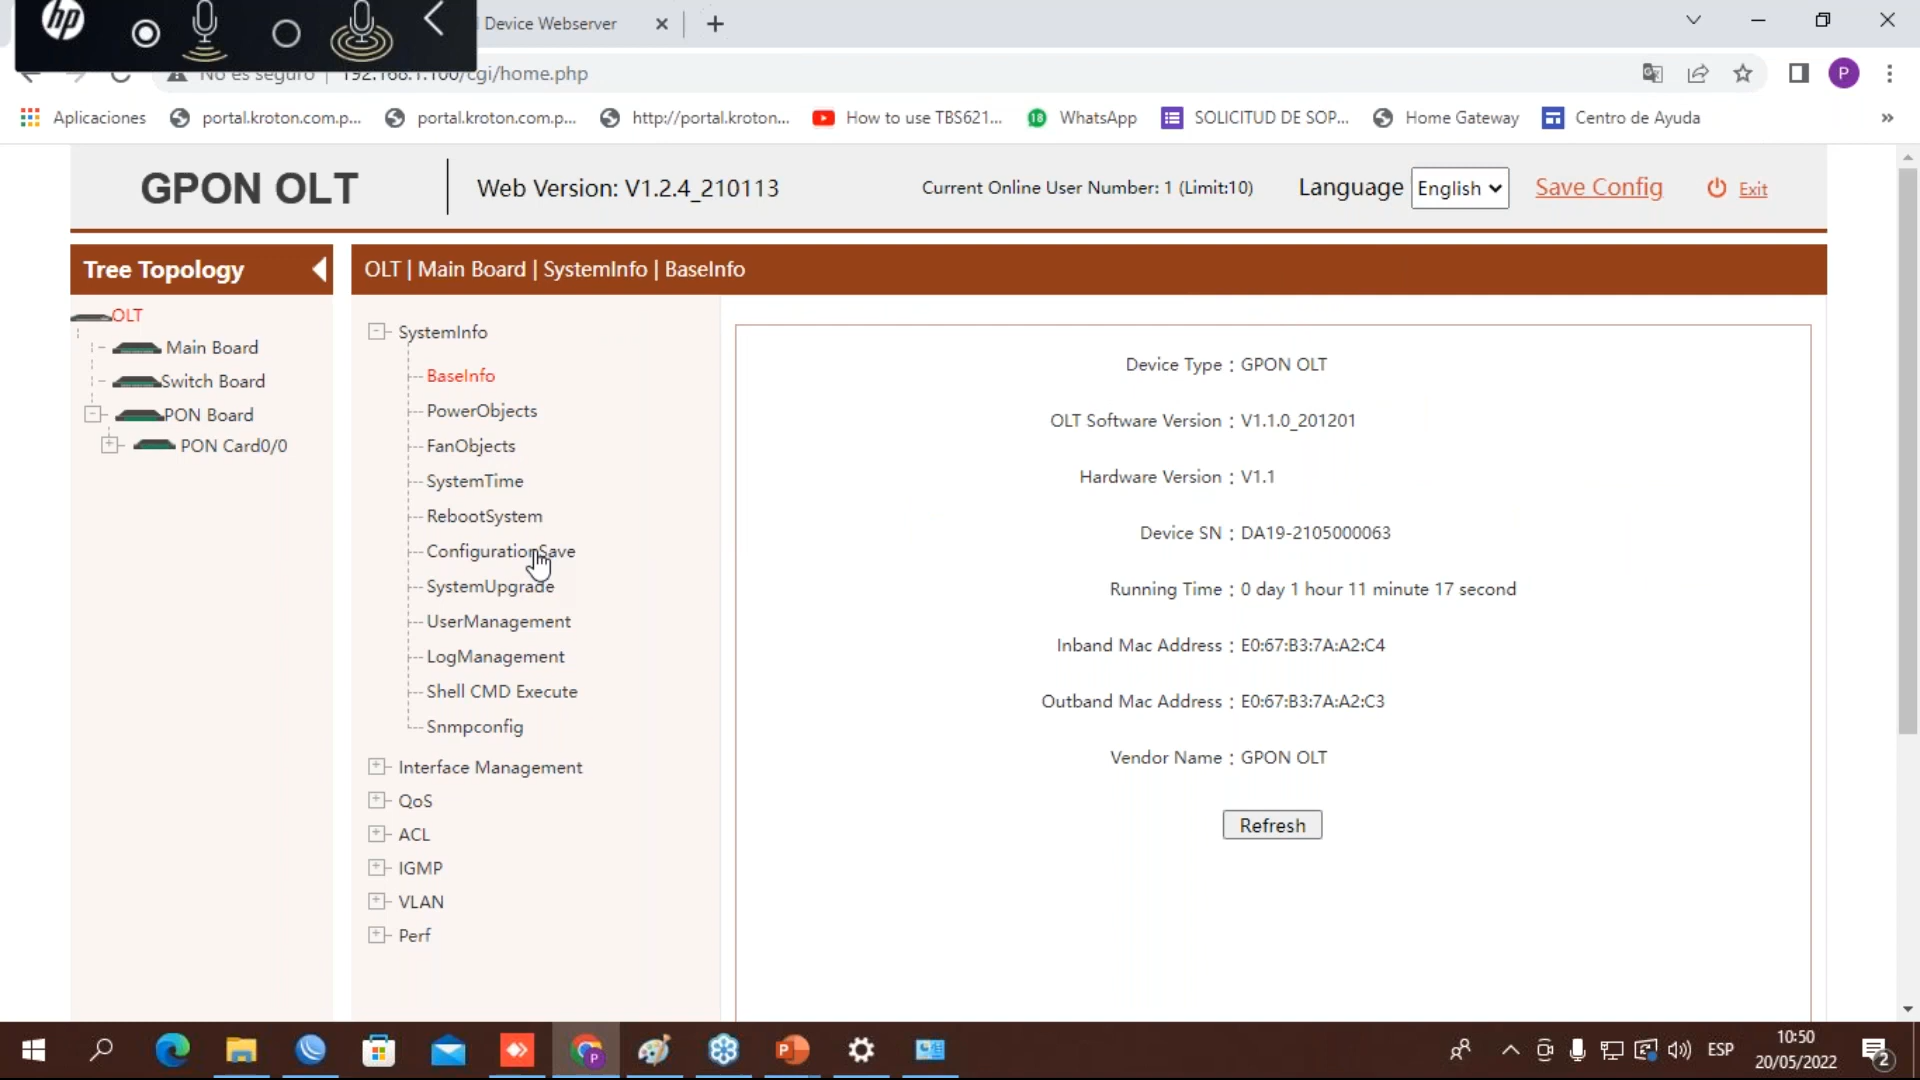 hp
Device Webserver
No es seguro | 192.168.1.100/cgi/home.php
P
Aplicaciones
portal.kroton.com.p...
portal.kroton.com.p...
http://portal.kroton...
How to use TBS621...
18
WhatsApp
SOLICITUD DE SOP...
Home Gateway
Centro de Ayuda
»
GPON OLT
Web Version: V1.2.4_210113
Current Online User Number: 1 (Limit:10)
Language
English
Save Config
Exit
Tree Topology
OLT | Main Board | SystemInfo | BaseInfo
OLT
Main Board
Switch Board
PON Board
PON Card0/0
SystemInfo
BaseInfo
PowerObjects
FanObjects
SystemTime
RebootSystem
ConfigurationSave
SystemUpgrade
UserManagement
LogManagement
Shell CMD Execute
Snmpconfig
Interface Management
QoS
ACL
IGMP
VLAN
Perf
Device Type : GPON OLT
OLT Software Version : V1.1.0_201201
Hardware Version : V1.1
Device SN : DA19-2105000063
Running Time : 0 day 1 hour 11 minute 17 second
Inband Mac Address : E0:67:B3:7A:A2:C4
Outband Mac Address : E0:67:B3:7A:A2:C3
Vendor Name : GPON OLT
Refresh
P
P
ESP
10:50
20/05/2022
2